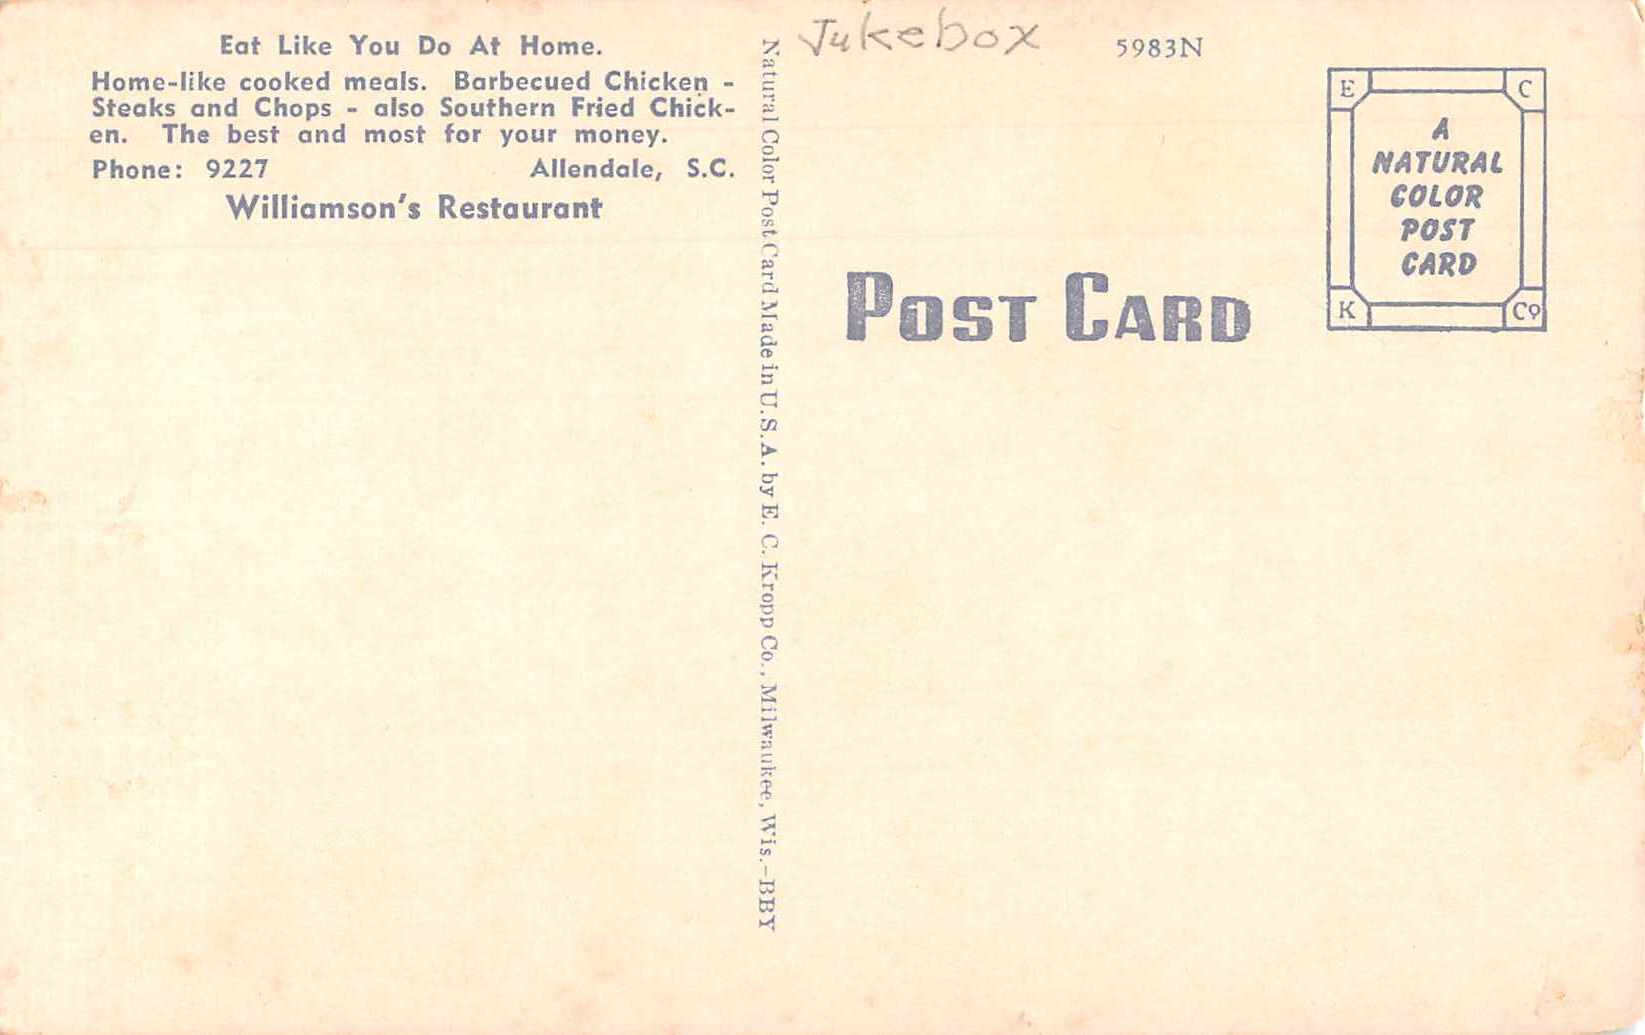 Eat Like You Do At Home.
Home-like cooked meals. Barbecued Chicken -
Steaks and Chops - also Southern Fried Chick-
en. The best and most for your money.
Phone: 9227 Allendale, S.C.
Williamson's Restaurant
Natural Color Post Card Made in U.S.A. by E. C. Kropp Co., Milwaukee, Wis.-BBY
Jukebox
5983N
POST CARD
E C
A
NATURAL
COLOR
POST
CARD
K Co